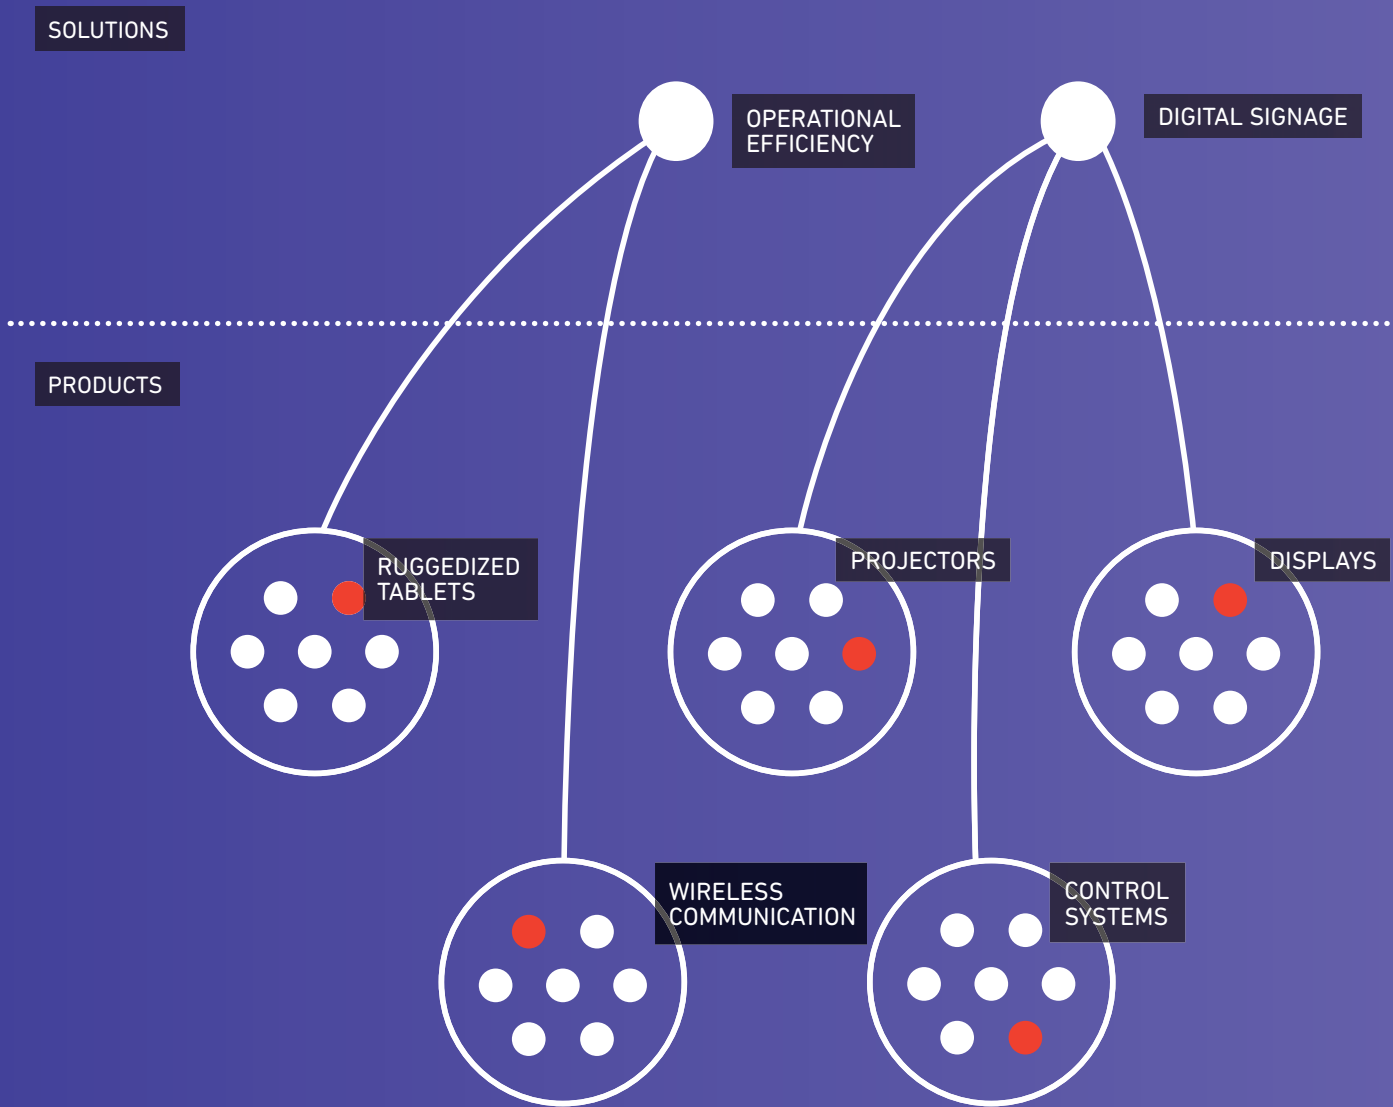 SOLUTIONS
OPERATIONAL
EFFICIENCY
DIGITAL SIGNAGE
PRODUCTS
RUGGEDIZED
TABLETS
PROJECTORS
DISPLAYS
WIRELESS
COMMUNICATION
CONTROL
SYSTEMS